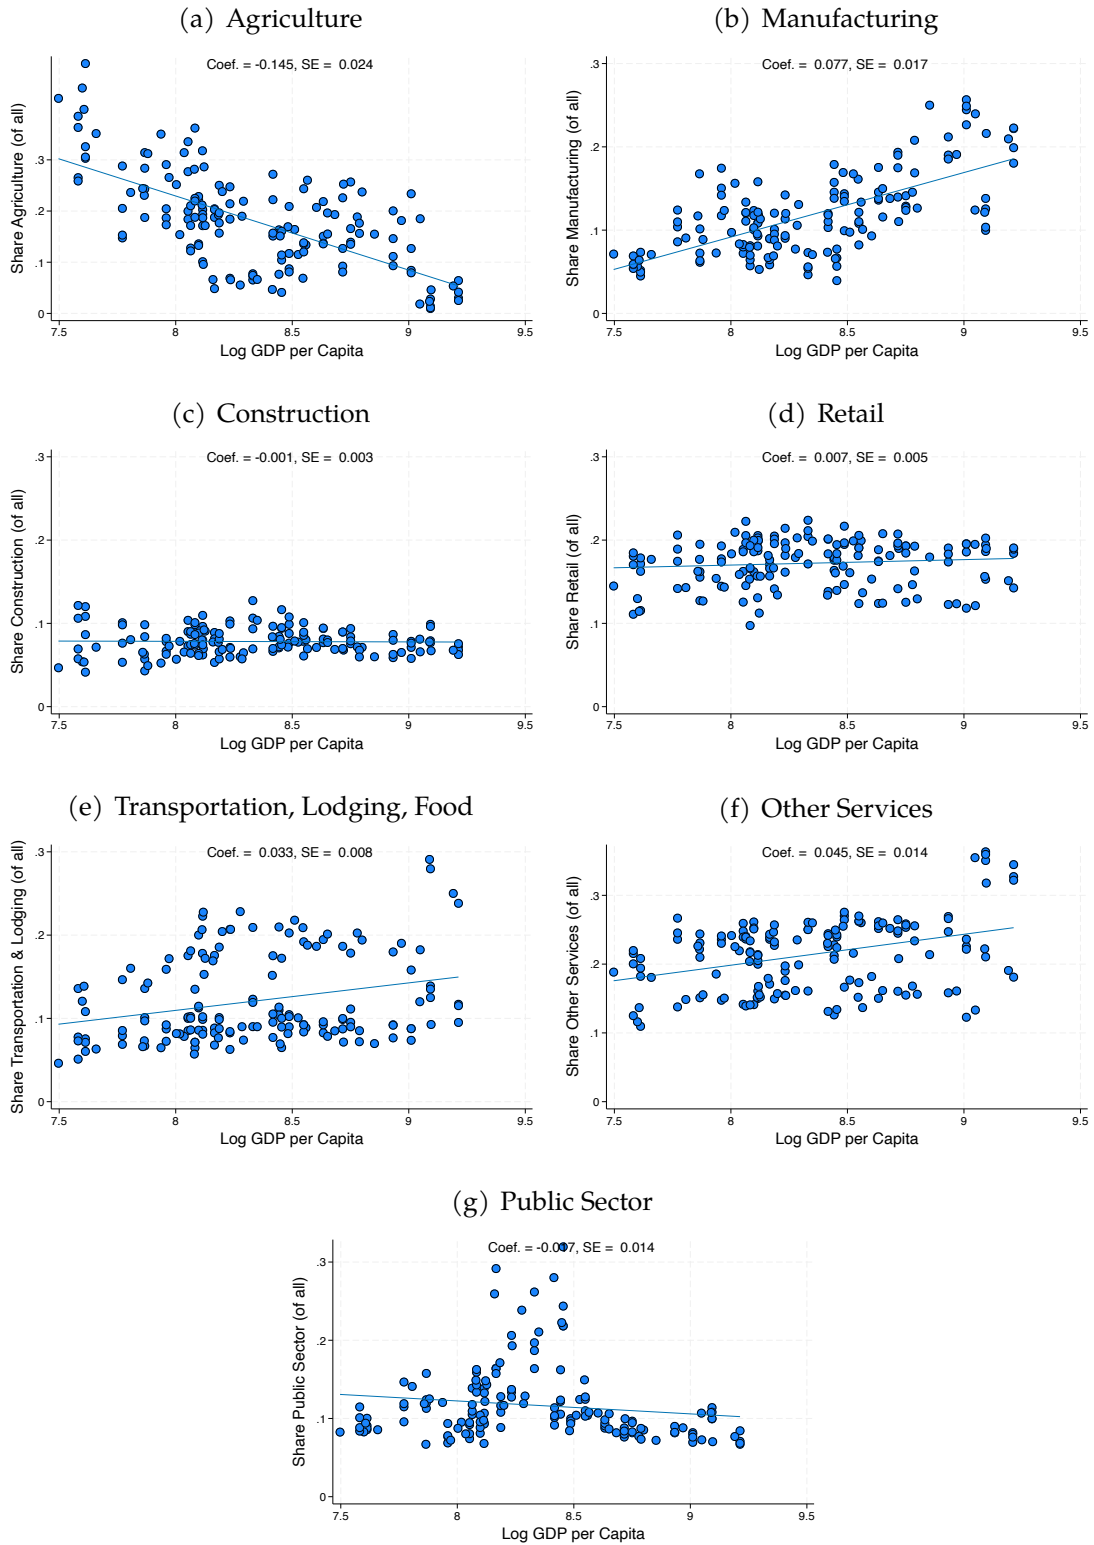 (a) Agriculture
Coef. = -0.145, SE = 0.024
Share Agriculture (of all)
.3
.2
.1
0
7.5 8 8.5 9 9.5
Log GDP per Capita
(b) Manufacturing
Coef. = 0.077, SE = 0.017
Share Manufacturing (of all)
.3
.2
.1
0
7.5 8 8.5 9 9.5
Log GDP per Capita
(c) Construction
Coef. = -0.001, SE = 0.003
Share Construction (of all)
.3
.2
.1
0
7.5 8 8.5 9 9.5
Log GDP per Capita
(d) Retail
Coef. = 0.007, SE = 0.005
Share Retail (of all)
.3
.2
.1
0
7.5 8 8.5 9 9.5
Log GDP per Capita
(e) Transportation, Lodging, Food
Coef. = 0.033, SE = 0.008
Share Transportation & Lodging (of all)
.3
.2
.1
0
7.5 8 8.5 9 9.5
Log GDP per Capita
(f) Other Services
Coef. = 0.045, SE = 0.014
Share Other Services (of all)
.3
.2
.1
0
7.5 8 8.5 9 9.5
Log GDP per Capita
(g) Public Sector
Coef. = -0.017, SE = 0.014
Share Public Sector (of all)
.3
.2
.1
0
7.5 8 8.5 9 9.5
Log GDP per Capita